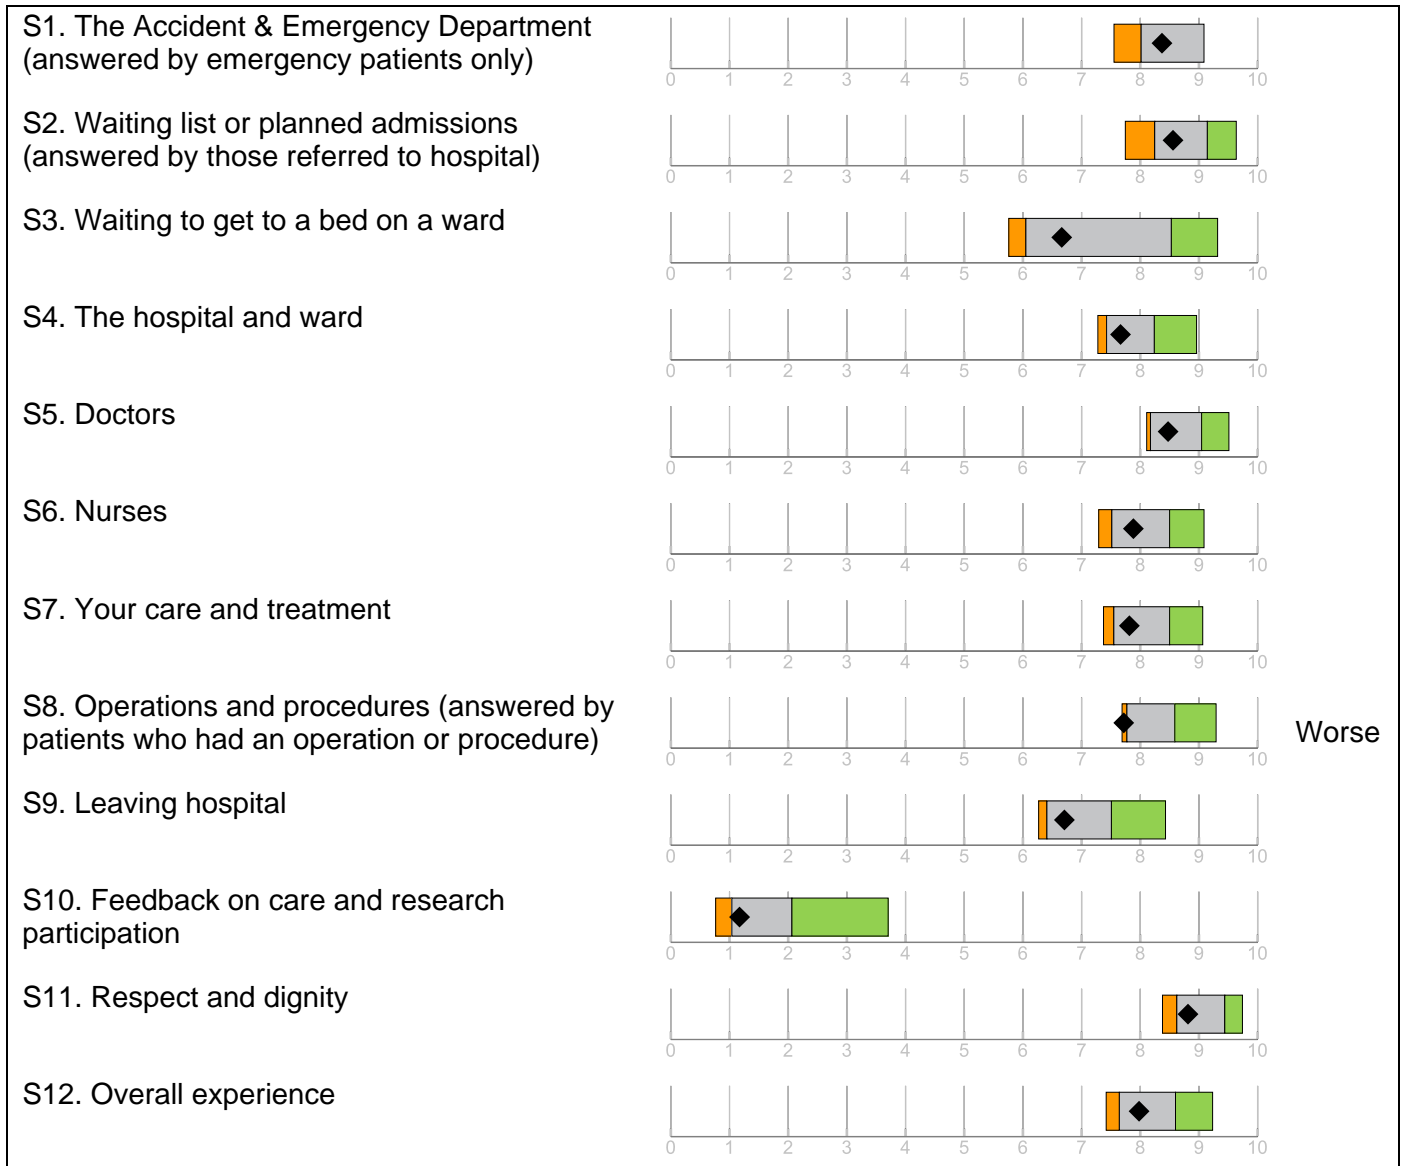 S1. The Accident & Emergency Department
(answered by emergency patients only)
0 1 2 3 4 5 6 7 8 9 10
S2. Waiting list or planned admissions
(answered by those referred to hospital)
0 1 2 3 4 5 6 7 8 9 10
S3. Waiting to get to a bed on a ward
0 1 2 3 4 5 6 7 8 9 10
S4. The hospital and ward
0 1 2 3 4 5 6 7 8 9 10
S5. Doctors
0 1 2 3 4 5 6 7 8 9 10
S6. Nurses
0 1 2 3 4 5 6 7 8 9 10
S7. Your care and treatment
0 1 2 3 4 5 6 7 8 9 10
S8. Operations and procedures (answered by
patients who had an operation or procedure)
Worse
0 1 2 3 4 5 6 7 8 9 10
S9. Leaving hospital
0 1 2 3 4 5 6 7 8 9 10
S10. Feedback on care and research
participation
0 1 2 3 4 5 6 7 8 9 10
S11. Respect and dignity
0 1 2 3 4 5 6 7 8 9 10
S12. Overall experience
0 1 2 3 4 5 6 7 8 9 10